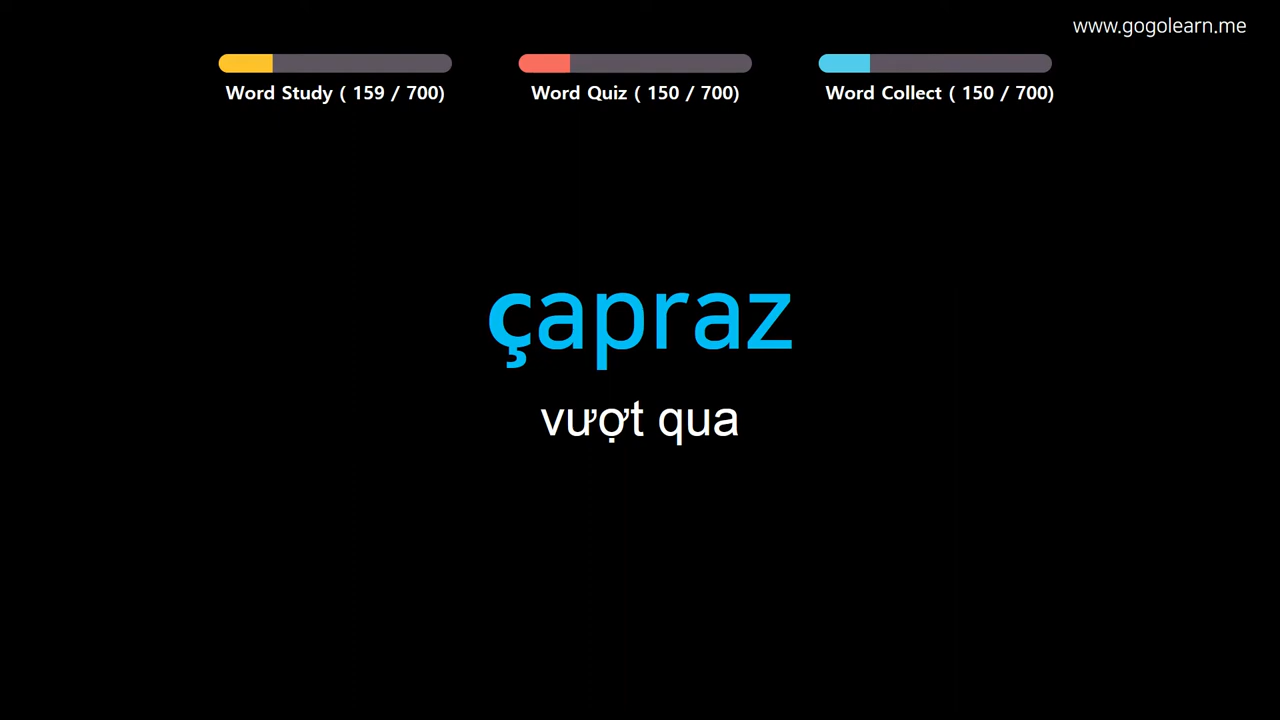 www.gogolearn.me
Word Study ( 159 / 700)
Word Quiz ( 150 / 700)
Word Collect ( 150 / 700)
çapraz
vượt qua